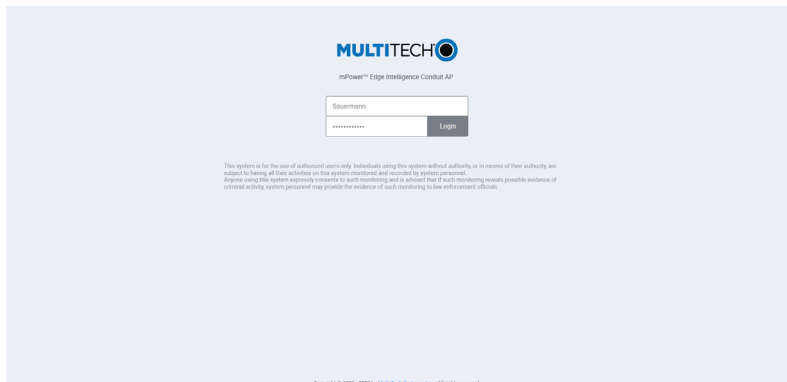 MULTITECH
mPower™ Edge Intelligence Conduit AP
Sauermann
••••••••••••
Login
This system is for the use of authorized users only. Individuals using this system without authority, or in excess of their authority, are
subject to having all their activities on this system monitored and recorded by system personnel.
Anyone using this system expressly consents to such monitoring and is advised that if such monitoring reveals possible evidence of
criminal activity, system personnel may provide the evidence of such monitoring to law enforcement officials.